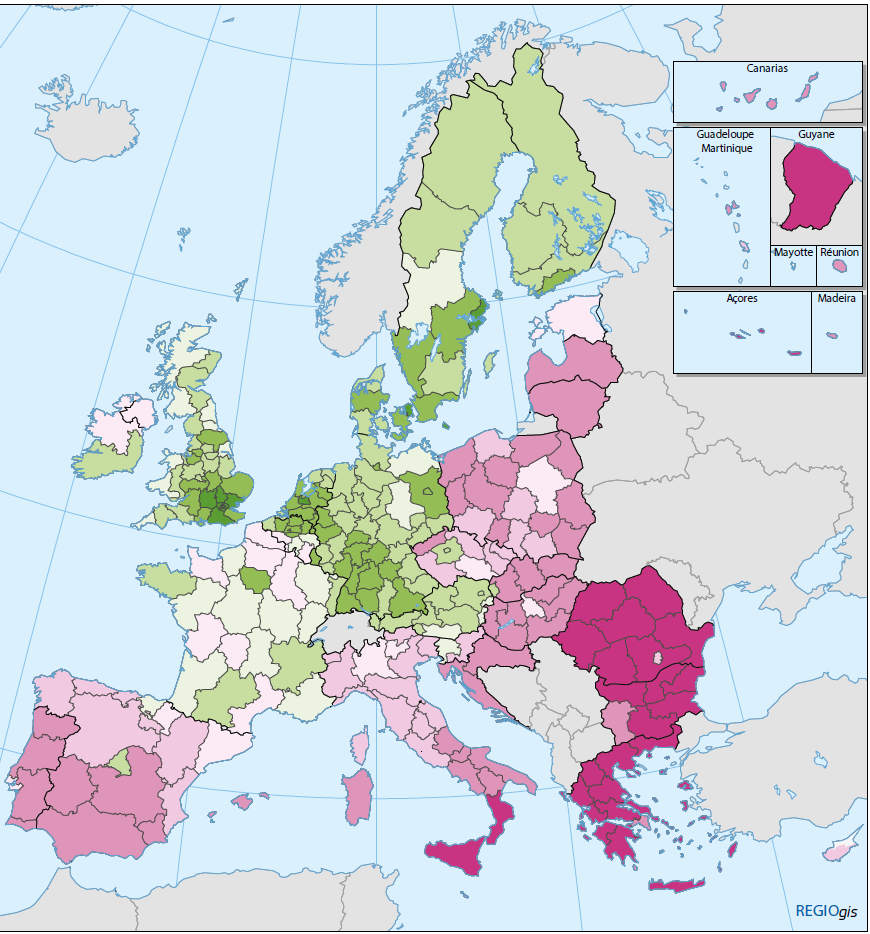 Canarias
Guadeloupe
Martinique
Guyane
Mayotte
Réunion
Açores
Madeira
REGIOgis